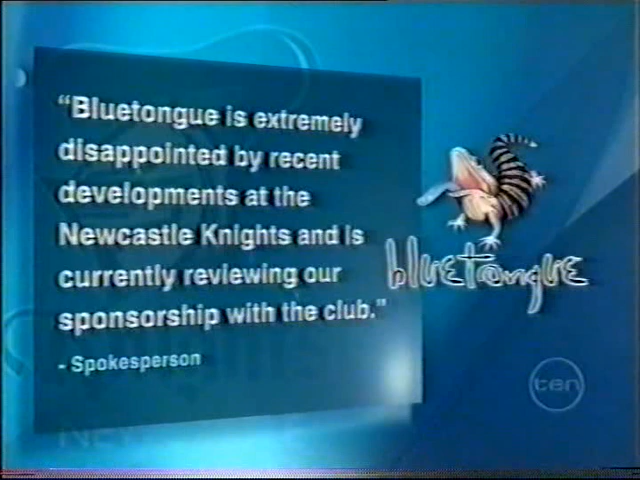 “Bluetongue is extremely
disappointed by recent
developments at the
Newcastle Knights and is
currently reviewing our
sponsorship with the club.”
- Spokesperson
bluetongue
ten